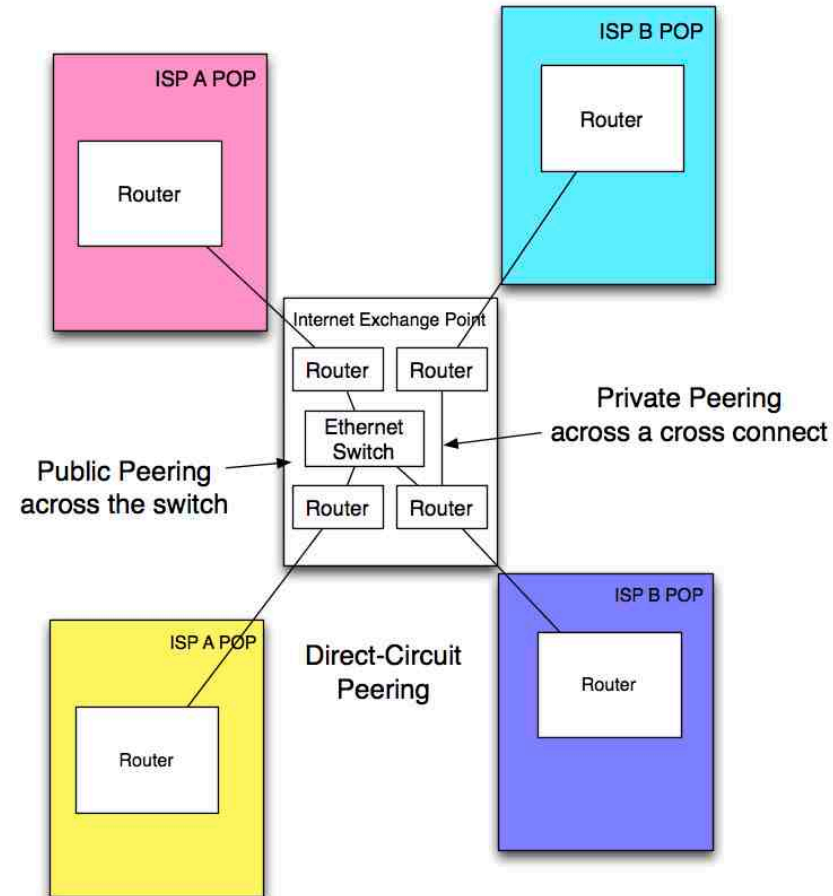 ISP B POP
Router
ISP A POP
Router
Internet Exchange Point
Router
Router
Ethernet
Switch
Private Peering
across a cross connect
Public Peering
across the switch
Router
Router
ISP B POP
Router
ISP A POP
Router
Direct-Circuit
Peering